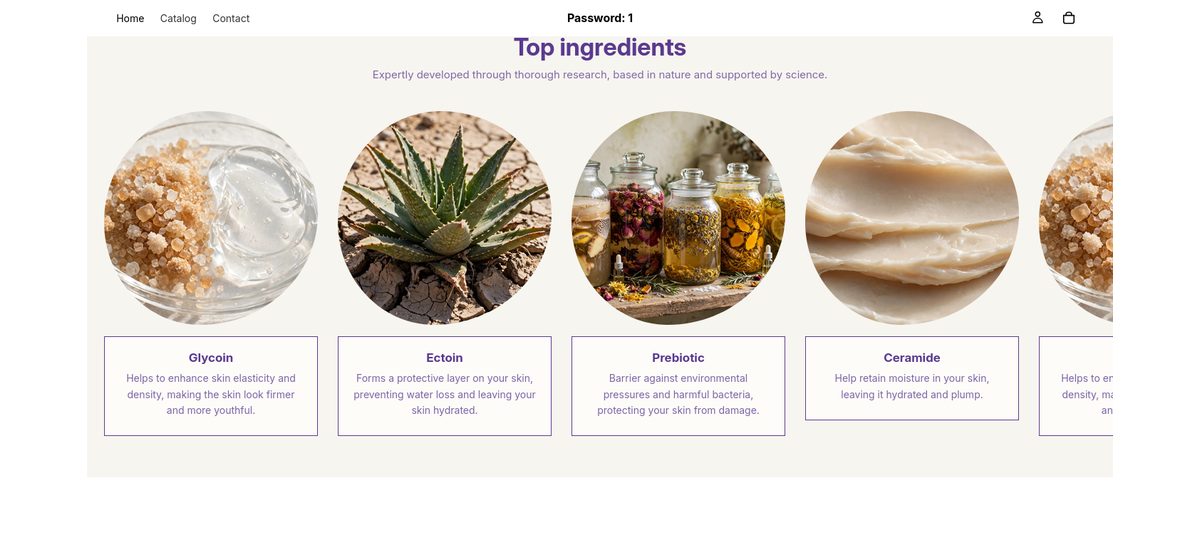 Home Catalog Contact
Password: 1
Top ingredients
Expertly developed through thorough research, based in nature and supported by science.
Glycoin
Helps to enhance skin elasticity and
density, making the skin look firmer
and more youthful.
Ectoin
Forms a protective layer on your skin,
preventing water loss and leaving your
skin hydrated.
Prebiotic
Barrier against environmental
pressures and harmful bacteria,
protecting your skin from damage.
Ceramide
Help retain moisture in your skin,
leaving it hydrated and plump.
Helps to
density,